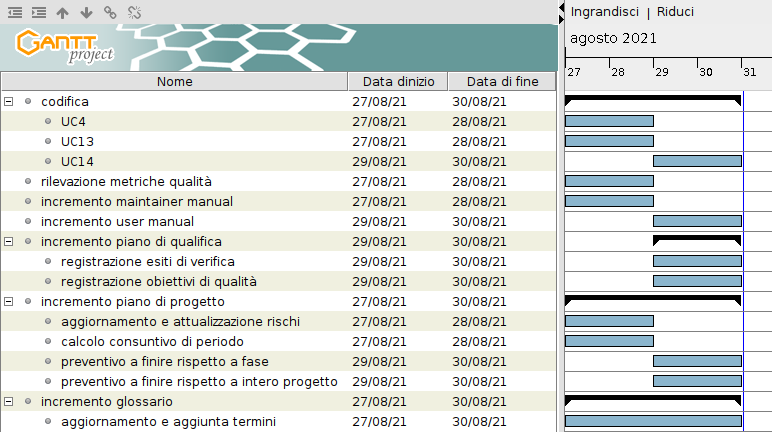 GANTT project
Ingrandisci | Riduci
agosto 2021
27 28 29 30 31
Nome Data dinizio Data di fine
codifica 27/08/21 30/08/21
UC4 27/08/21 28/08/21
UC13 27/08/21 28/08/21
UC14 29/08/21 30/08/21
rilevazione metriche qualità 27/08/21 28/08/21
incremento maintainer manual 27/08/21 28/08/21
incremento user manual 29/08/21 30/08/21
incremento piano di qualifica 29/08/21 30/08/21
registrazione esiti di verifica 29/08/21 30/08/21
registrazione obiettivi di qualità 29/08/21 30/08/21
incremento piano di progetto 27/08/21 30/08/21
aggiornamento e attualizzazione rischi 27/08/21 28/08/21
calcolo consuntivo di periodo 27/08/21 28/08/21
preventivo a finire rispetto a fase 29/08/21 30/08/21
preventivo a finire rispetto a intero progetto 29/08/21 30/08/21
incremento glossario 27/08/21 30/08/21
aggiornamento e aggiunta termini 27/08/21 30/08/21